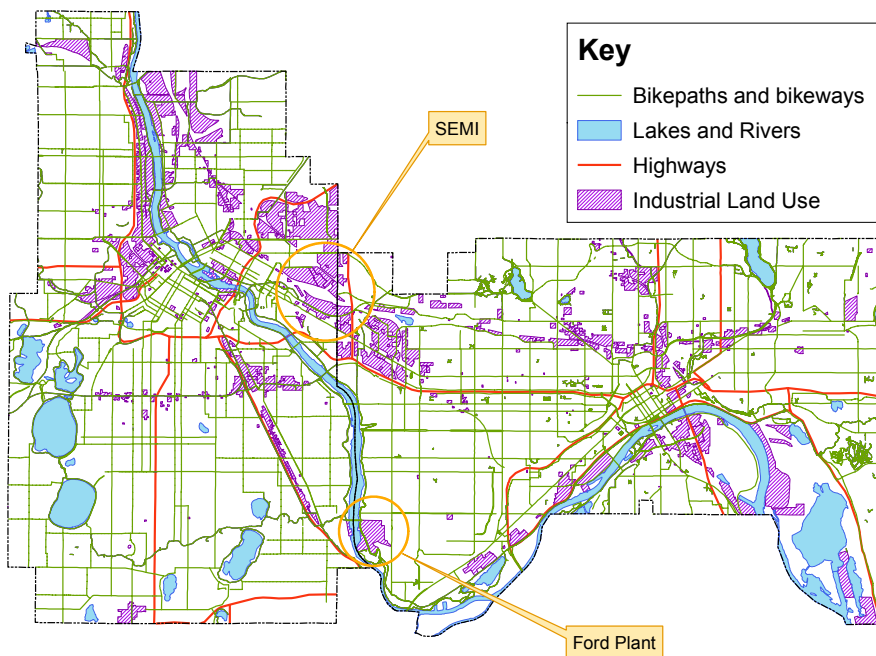 SEMI
Key
Bikepaths and bikeways
Lakes and Rivers
Highways
Industrial Land Use
Ford Plant